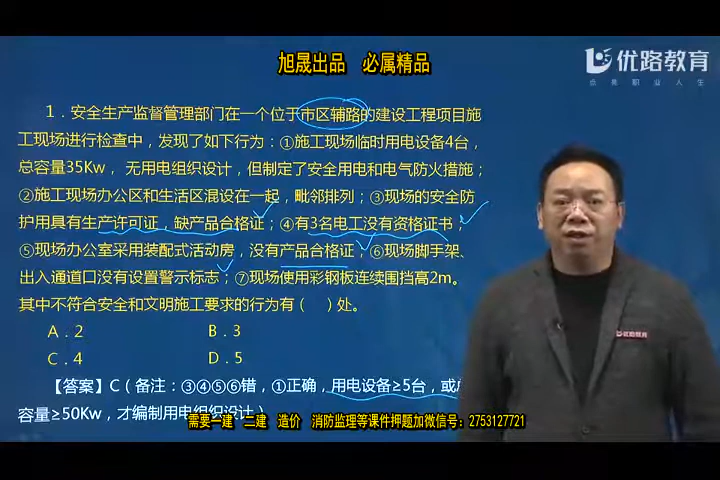 旭晟出品 必属精品
优路教育
点亮职业人生
1．安全生产监督管理部门在一个位于市区辅路的建设工程项目施
工现场进行检查中，发现了如下行为：①施工现场临时用电设备4台，
总容量35Kw，无用电组织设计，但制定了安全用电和电气防火措施；
②施工现场办公区和生活区混设在一起，毗邻排列；③现场的安全防
护用具有生产许可证，缺产品合格证；④有3名电工没有资格证书；
⑤现场办公室采用装配式活动房，没有产品合格证；⑥现场脚手架、
出入通道口没有设置警示标志；⑦现场使用彩钢板连续围挡高2m。
其中不符合安全和文明施工要求的行为有（ ）处。
A．2 B．3
C．4 D．5
优路教育
【答案】C（备注：③④⑤⑥错，①正确，用电设备≥5台，或
容量≥50Kw，才编制用电组织设计）
需要一建 二建 造价 消防监理等课件押题加微信号：2753127721